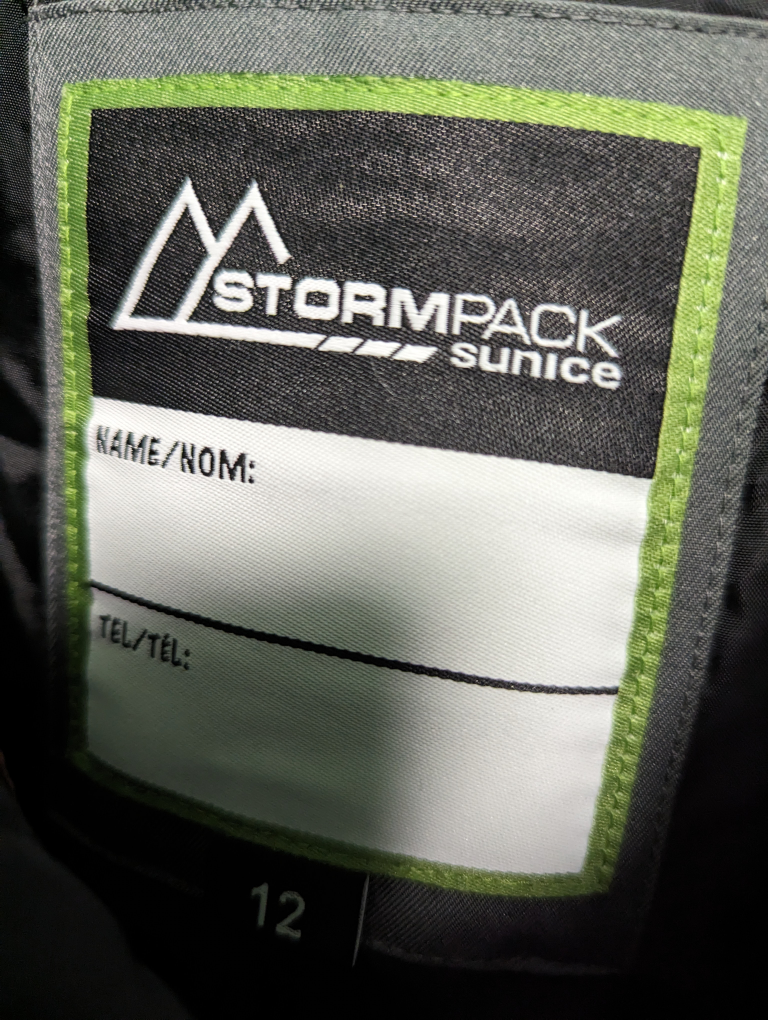 STORMPACK
sunice
NAME/NOM:
TEL/TÉL:
12